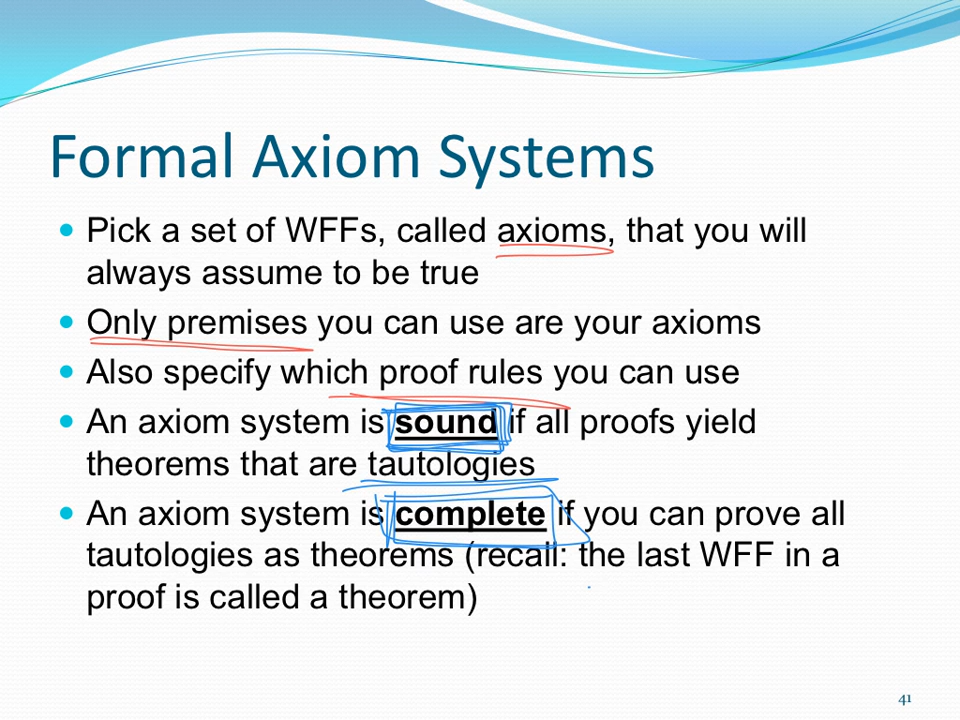 Formal Axiom Systems
• Pick a set of WFFs, called axioms, that you will
always assume to be true
• Only premises you can use are your axioms
• Also specify which proof rules you can use
• An axiom system is sound if all proofs yield
theorems that are tautologies
• An axiom system is complete if you can prove all
tautologies as theorems (recall: the last WFF in a
proof is called a theorem)
41